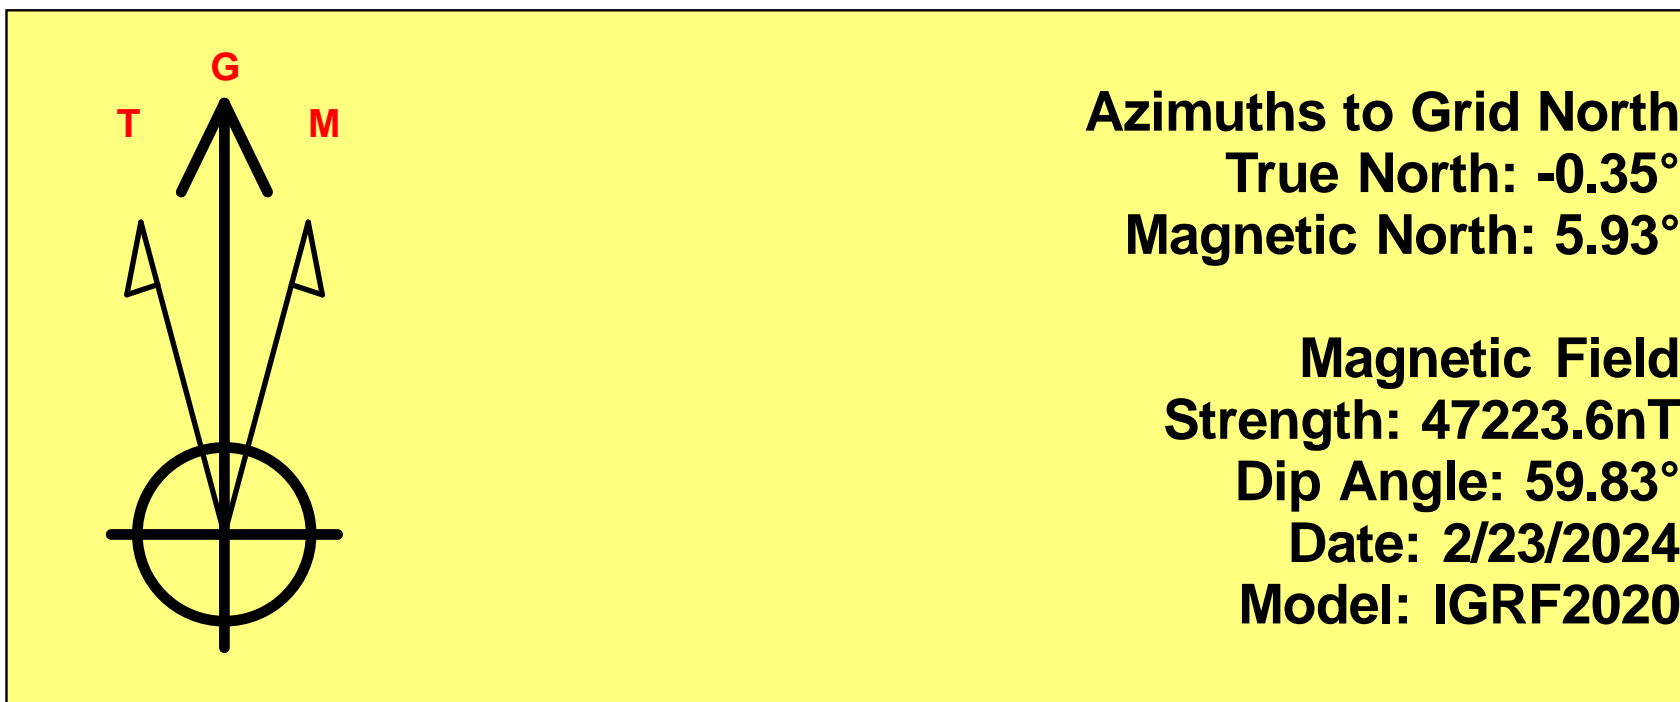 G
T M
Azimuths to Grid North
True North: -0.35°
Magnetic North: 5.93°
Magnetic Field
Strength: 47223.6nT
Dip Angle: 59.83°
Date: 2/23/2024
Model: IGRF2020